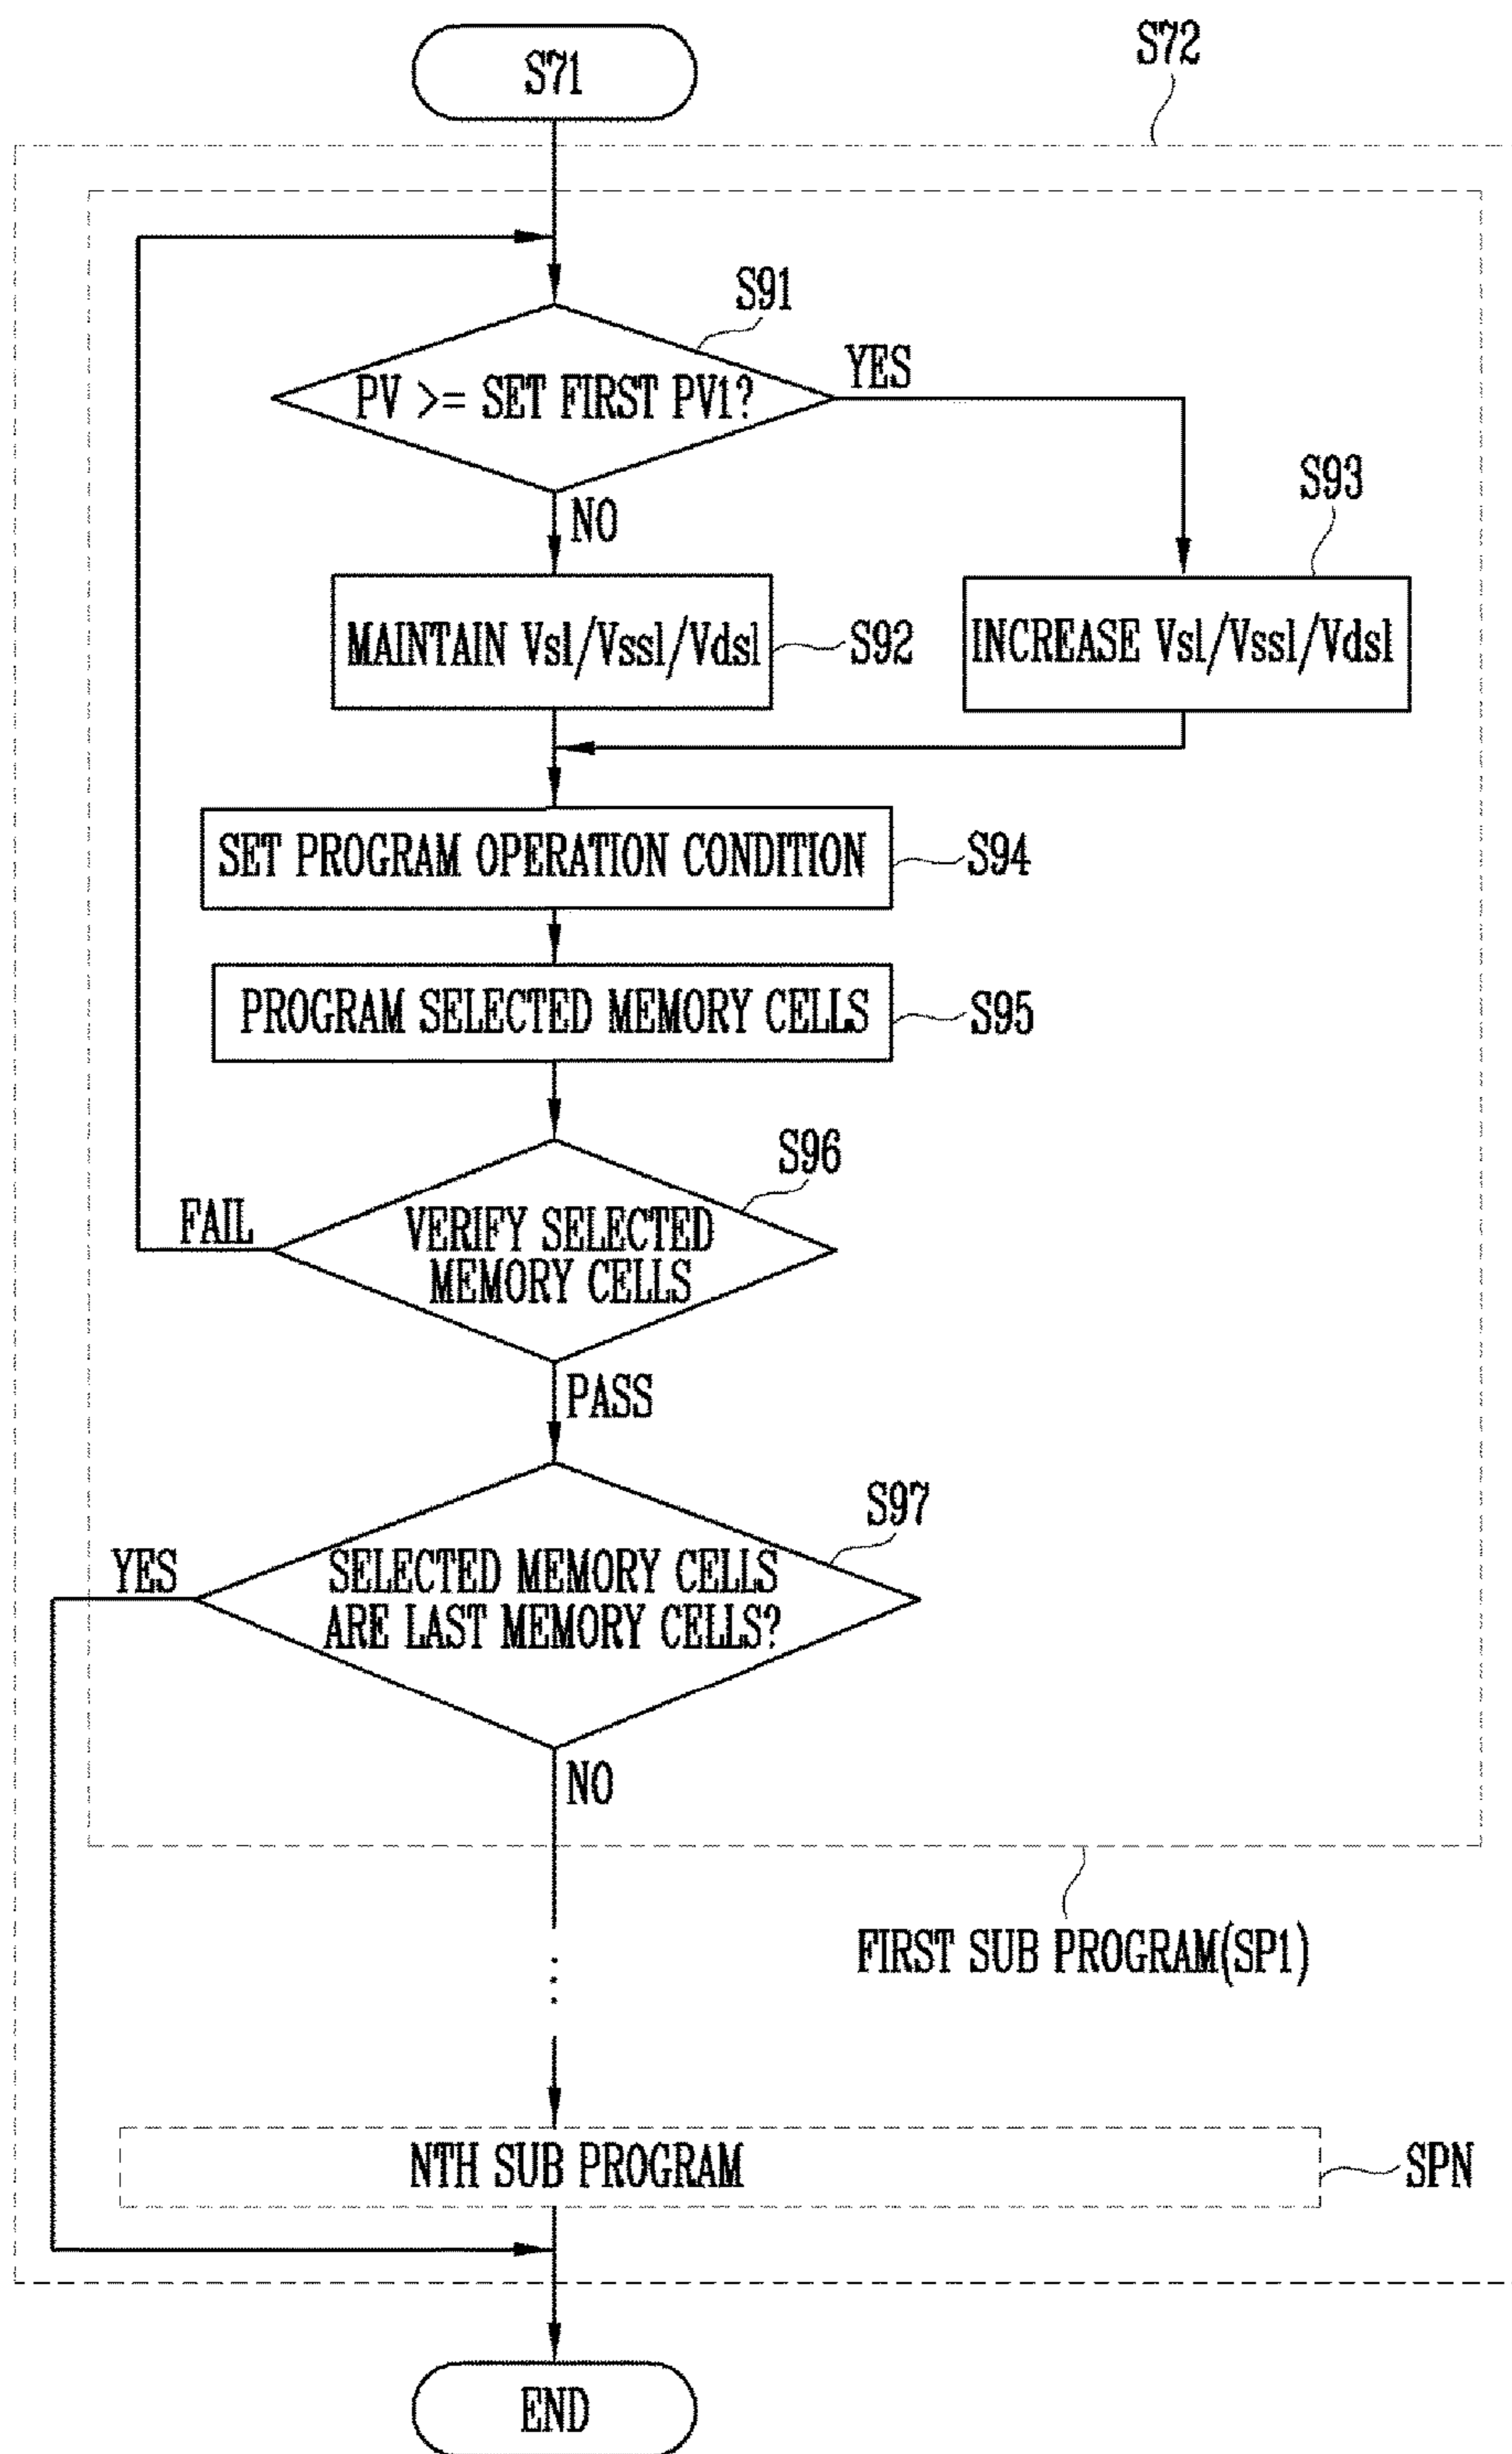 S71
S72
S91
PV >= SET FIRST PV1?
YES
NO
S93
MAINTAIN Vsl/Vssl/Vdsl
S92
INCREASE Vsl/Vssl/Vdsl
SET PROGRAM OPERATION CONDITION
S94
PROGRAM SELECTED MEMORY CELLS
S95
S96
FAIL
VERIFY SELECTED
MEMORY CELLS
PASS
S97
YES
SELECTED MEMORY CELLS
ARE LAST MEMORY CELLS?
NO
FIRST SUB PROGRAM(SP1)
NTH SUB PROGRAM
SPN
END